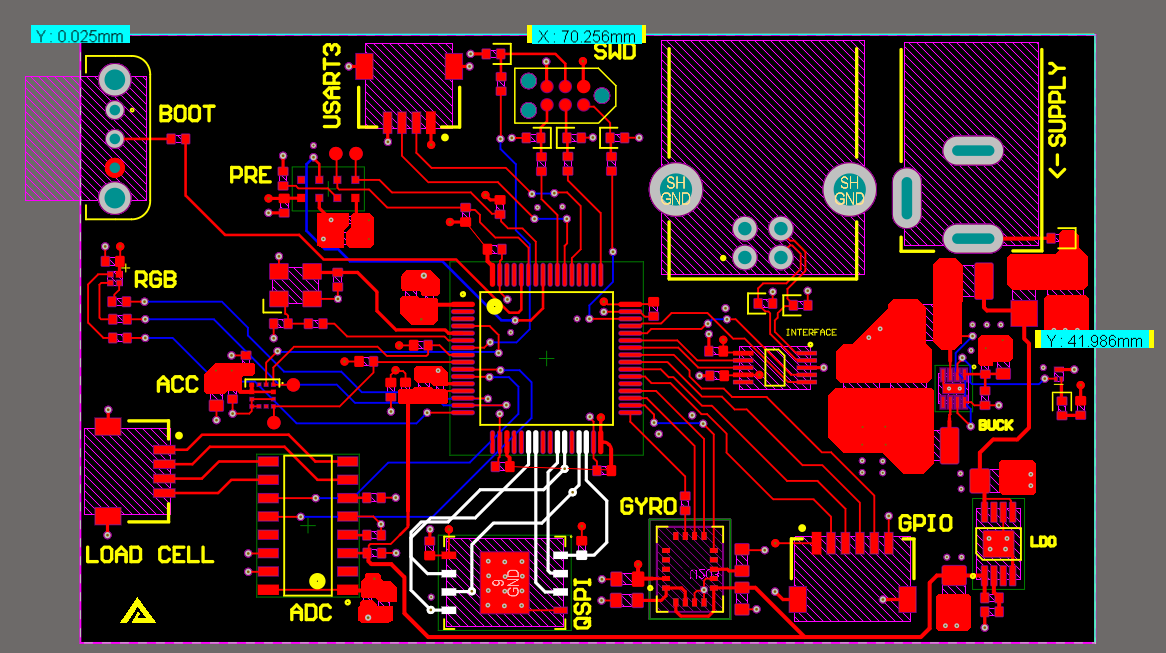 Y : 0.025mm
X : 70.256mm
SWD
USART3
<- SUPPLY
BOOT
PRE
SH
GND
SH
GND
RGB
INTERFACE
Y : 41.986mm
ACC
BUCK
GYRO
GPIO
LOAD CELL
LDO
9
GND
QSPI
ADC